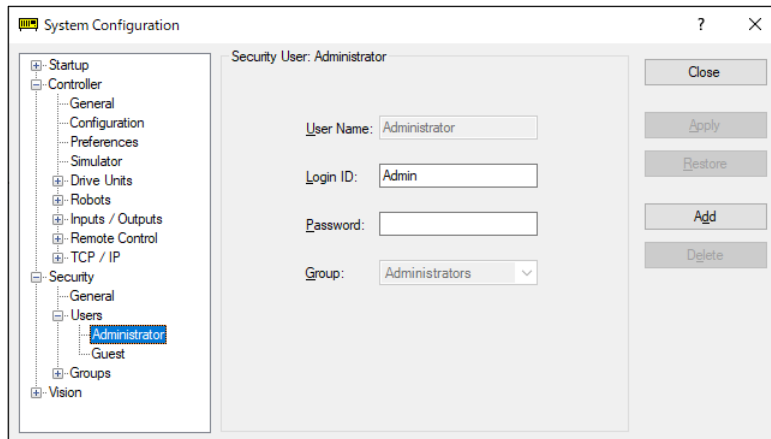 System Configuration
?
Startup
Controller
General
Configuration
Preferences
Simulator
Drive Units
Robots
Inputs / Outputs
Remote Control
TCP / IP
Security
General
Users
Administrator
Guest
Groups
Vision
Security User: Administrator
User Name: Administrator
Login ID: Admin
Password:
Group: Administrators
Close
Apply
Restore
Add
Delete